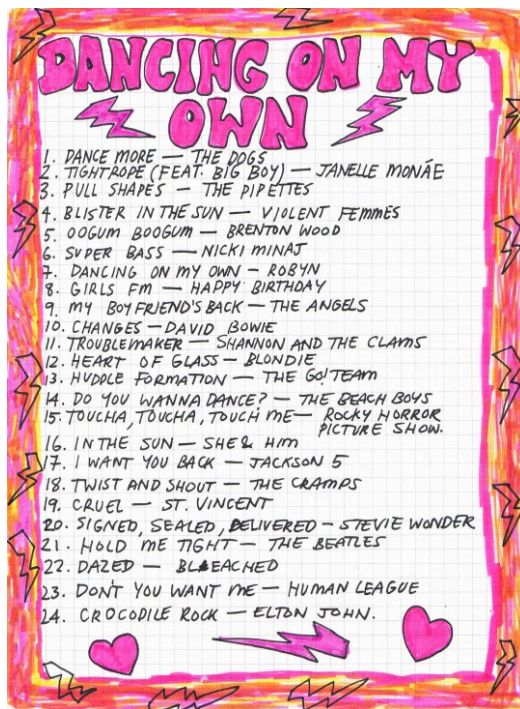 DANCING ON MY
OWN
1. DANCE MORE — THE DOGS
2. TIGHTROPE (FEAT. BIG BOY) — JANELLE MONÁE
3. PULL SHAPES — THE PIPETTES
4. BLISTER IN THE SUN — VIOLENT FEMMES
5. OOGUM BOOGUM — BRENTON WOOD
6. SUPER BASS — NICKI MINAJ
7. DANCING ON MY OWN — ROBYN
8. GIRLS FM — HAPPY BIRTHDAY
9. MY BOYFRIEND'S BACK — THE ANGELS
10. CHANGES — DAVID BOWIE
11. TROUBLEMAKER — SHANNON AND THE CLAMS
12. HEART OF GLASS — BLONDIE
13. HUDDLE FORMATION — THE GO! TEAM
14. DO YOU WANNA DANCE? — THE BEACH BOYS
15. TOUCHA, TOUCHA, TOUCH ME — ROCKY HORROR
PICTURE SHOW.
16. IN THE SUN — SHE & HIM
17. I WANT YOU BACK — JACKSON 5
18. TWIST AND SHOUT — THE CRAMPS
19. CRUEL — ST. VINCENT
20. SIGNED, SEALED, DELIVERED — STEVIE WONDER
21. HOLD ME TIGHT — THE BEATLES
22. DAZED — BLEACHED
23. DON'T YOU WANT ME — HUMAN LEAGUE
24. CROCODILE ROCK — ELTON JOHN.